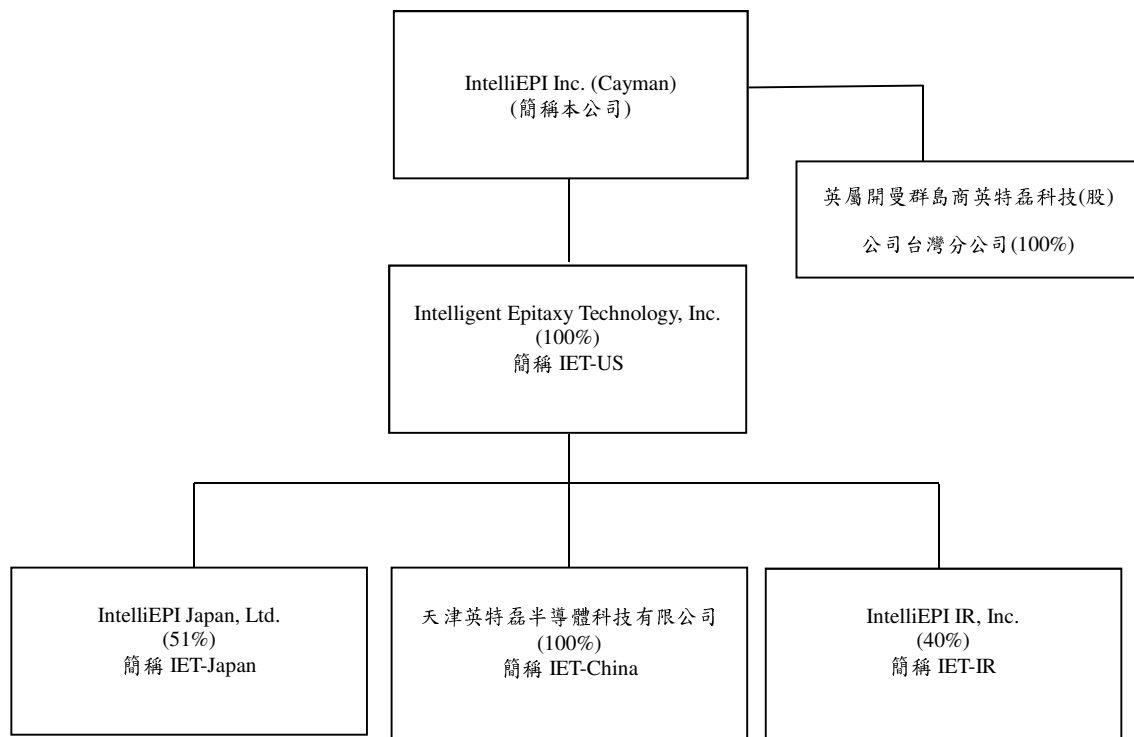 IntelliEPI Inc. (Cayman)
(簡稱本公司)
英屬開曼群島商英特磊科技(股)
公司台灣分公司(100%)
Intelligent Epitaxy Technology, Inc.
(100%)
簡稱 IET-US
IntelliEPI Japan, Ltd.
(51%)
簡稱 IET-Japan
天津英特磊半導體科技有限公司
(100%)
簡稱 IET-China
IntelliEPI IR, Inc.
(40%)
簡稱 IET-IR